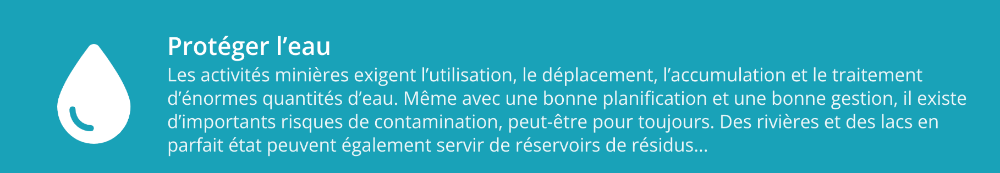 Protéger l’eau
Les activités minières exigent l’utilisation, le déplacement, l’accumulation et le traitement
d’énormes quantités d’eau. Même avec une bonne planification et une bonne gestion, il existe
d’importants risques de contamination, peut-être pour toujours. Des rivières et des lacs en
parfait état peuvent également servir de réservoirs de résidus...